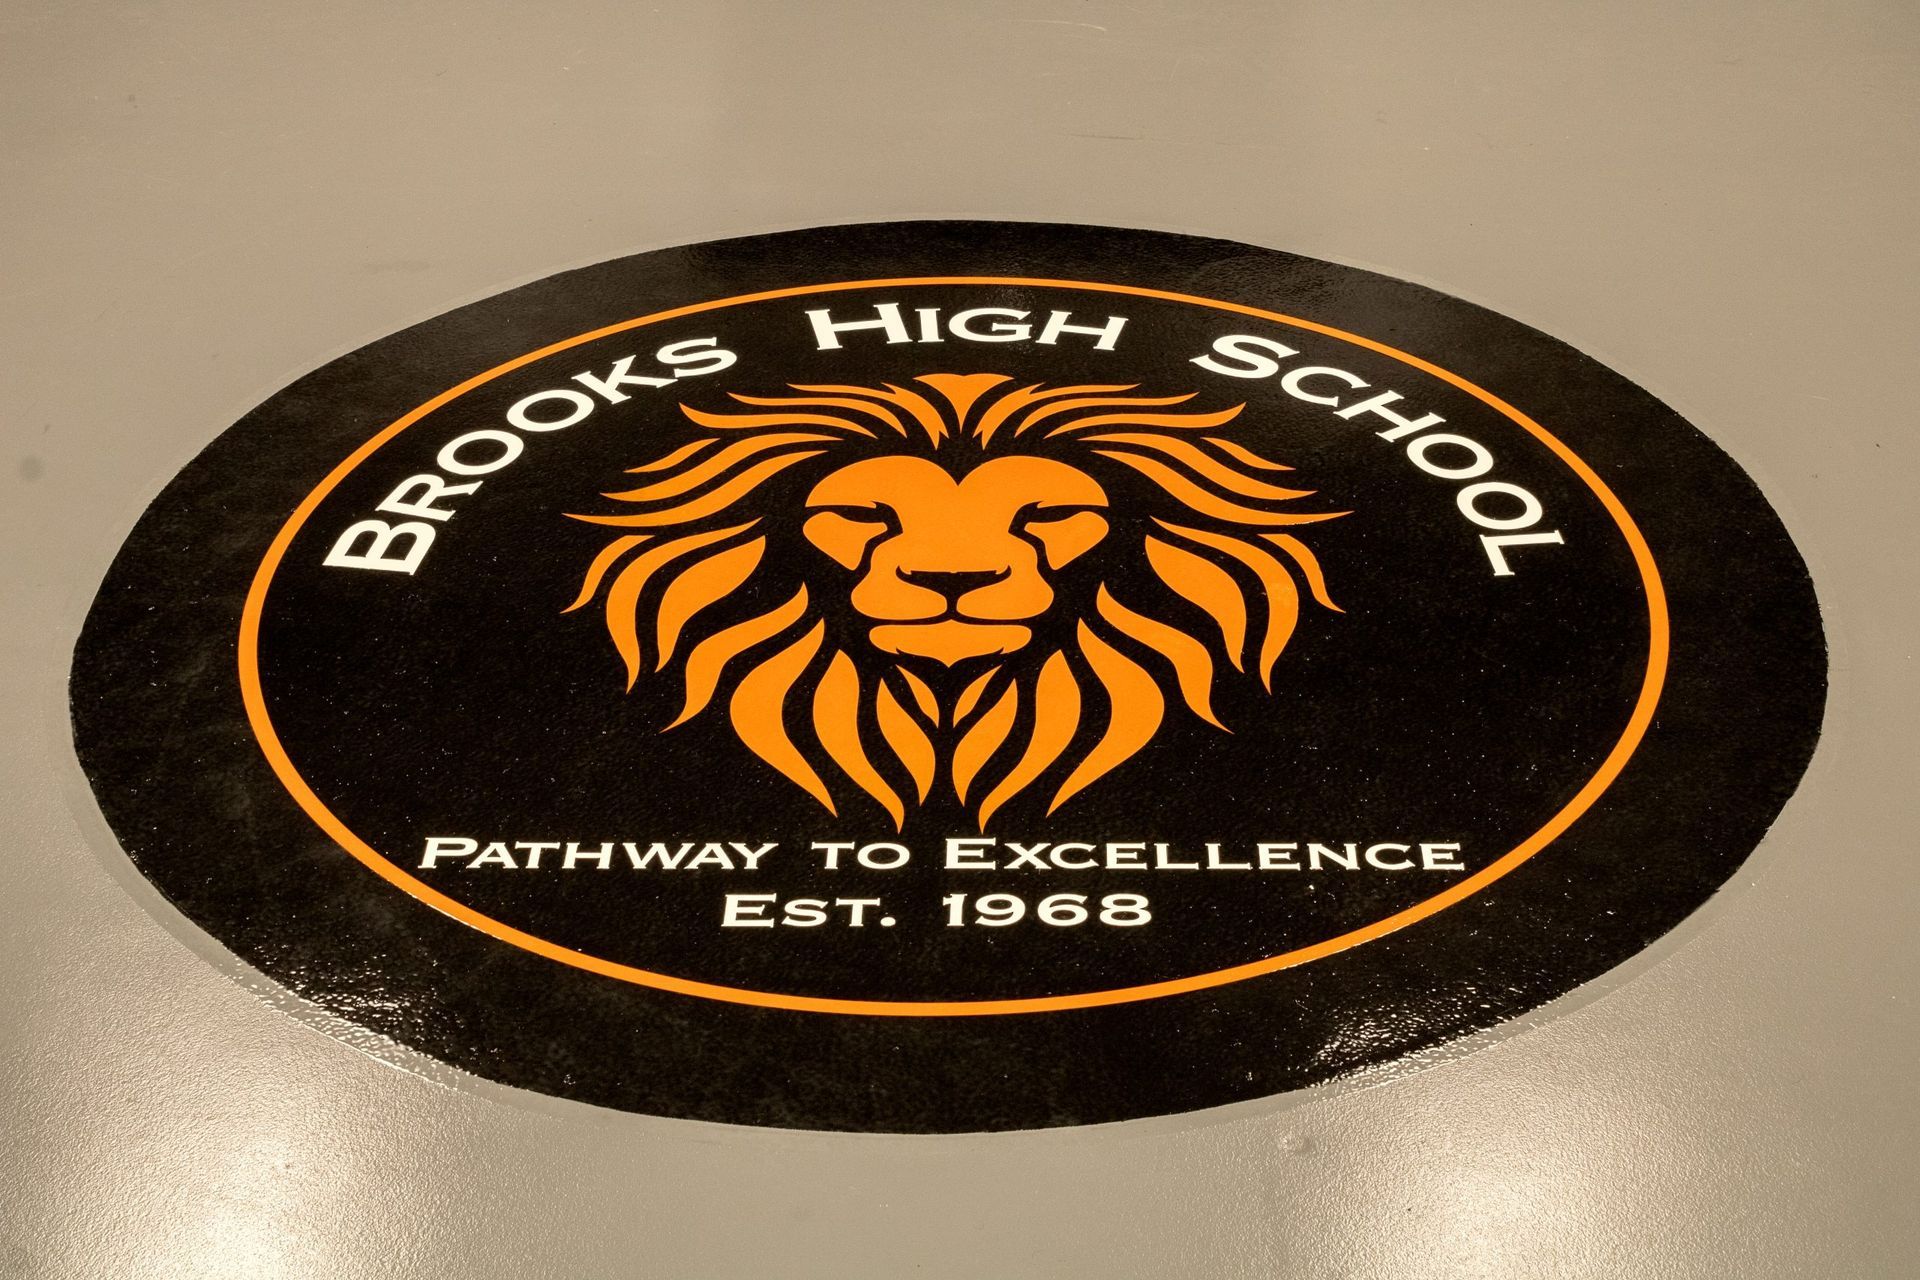 Brooks High School
Pathway to Excellence
Est. 1968